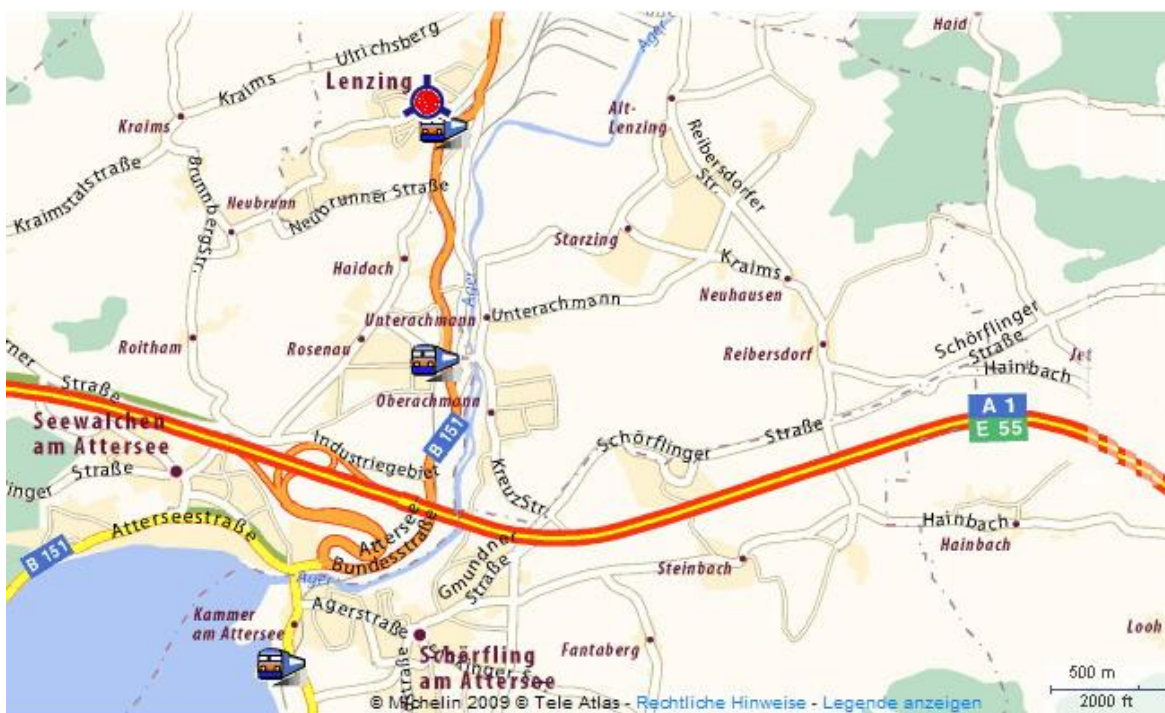 Haid
Ulrichsberg
Kraims
Ager
Lenzing
Alt-
Lenzing
Kraims
Reibersdorfer
Str.
Kraimstalstraße
Brunnbergstr.
Neubrunn
Neubrunner Straße
Starzing
Haidach
Kraims
Neuhausen
Ager
Unterachmann
Unterachmann
Schörflinger
Straße
Roitham
Rosenau
Reibersdorf
Jet
Hainbach
Straße
Oberachmann
A 1
E 55
Seewalchen
am Attersee
B 151
Industriegebiet
Schörflinger
Straße
Straße
KreuzStr.
Atterseestraße
Attersee
Bundesstraße
Hainbach
Hainbach
B 151
Gmundner
Straße
Steinbach
Ager
Agerstraße
Kammer
am Attersee
Fantaberg
Looh
Schörfling
am Attersee
500 m
2000 ft
© Michelin 2009 © Tele Atlas - Rechtliche Hinweise - Legende anzeigen